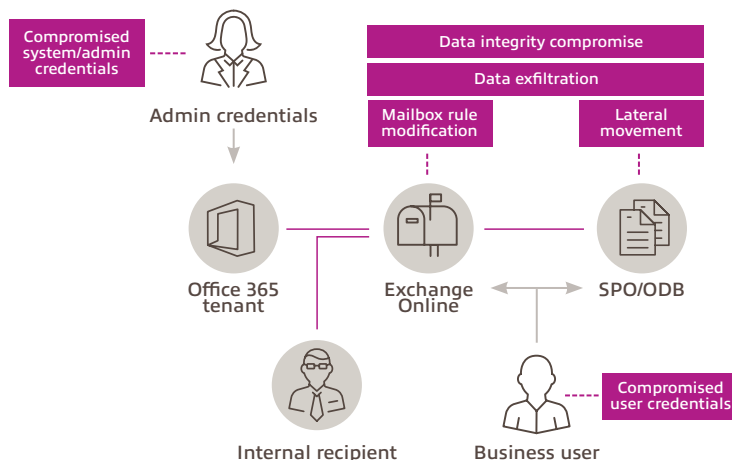 Compromised
system/admin
credentials
Admin credentials
Data integrity compromise
Data exfiltration
Mailbox rule
modification
Lateral
movement
Office 365
tenant
Exchange
Online
SPO/ODB
Internal recipient
Business user
Compromised
user credentials